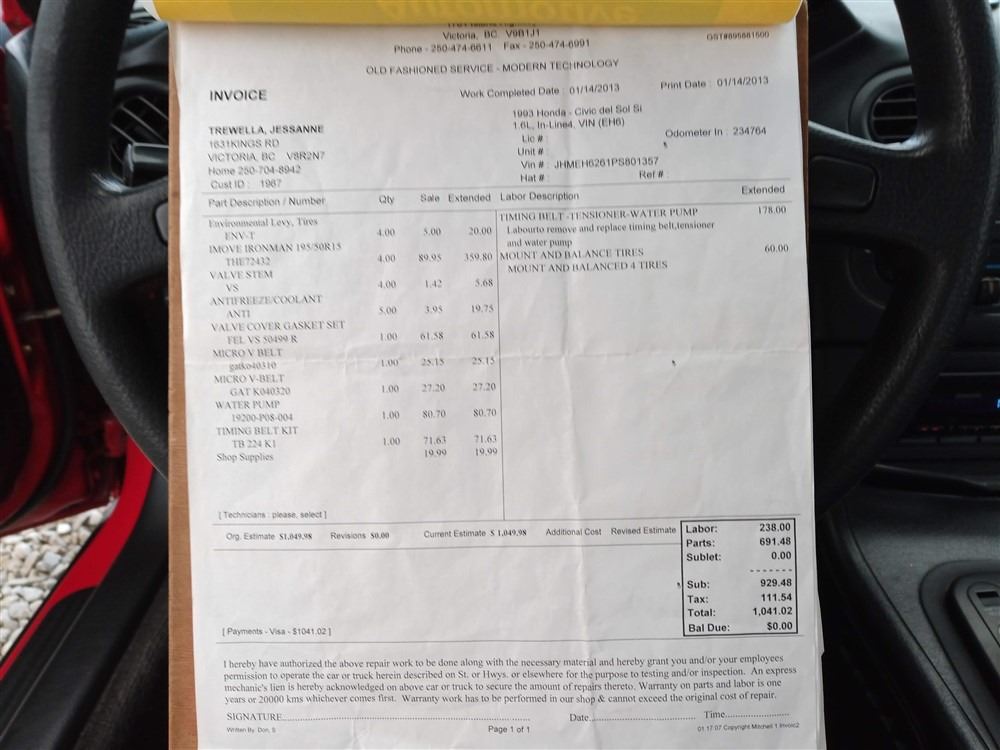 Automotive
Victoria, BC V9B1J1
Phone - 250-474-6611 Fax - 250-474-6991
GST#895881500
OLD FASHIONED SERVICE - MODERN TECHNOLOGY
INVOICE
Work Completed Date : 01/14/2013
Print Date : 01/14/2013
TREWELLA, JESSANNE
1631KINGS RD
VICTORIA, BC V8R2N7
Home 250-704-8942
Cust ID : 1987
1993 Honda - Civic del Sol Si
1.6L, In-Line4, VIN (EH6)
Lic # :
Odometer In : 234764
Unit # :
Vin # : JHMEH6261PS801357
Hat # :
Ref # :
Part Description / Number Qty Sale Extended Labor Description Extended
Environmental Levy, Tires
ENV-T 4.00 5.00 20.00
IMOVE IRONMAN 195/50R15
THE72432 4.00 89.95 359.80
VALVE STEM
VS 4.00 1.42 5.68
ANTIFREEZE/COOLANT
ANTI 5.00 3.95 19.75
VALVE COVER GASKET SET
FEL VS 50499 R 1.00 61.58 61.58
MICRO V BELT
gatko40310 1.00 25.15 25.15
MICRO V-BELT
GAT K040320 1.00 27.20 27.20
WATER PUMP
19200-P08-004 1.00 80.70 80.70
TIMING BELT KIT
TB 224 K1 1.00 71.63 71.63
Shop Supplies 19.99 19.99
TIMING BELT -TENSIONER-WATER PUMP 178.00
Labourto remove and replace timing belt,tensioner
and water pump
MOUNT AND BALANCE TIRES 60.00
MOUNT AND BALANCED 4 TIRES
[ Technicians : please, select ]
Org. Estimate $1,049.98 Revisions $0.00 Current Estimate $ 1,049.98 Additional Cost Revised Estimate
Labor: 238.00
Parts: 691.48
Sublet: 0.00
- - - - - - -
Sub: 929.48
Tax: 111.54
Total: 1,041.02
Bal Due: $0.00
[ Payments - Visa - $1041.02 ]
I hereby have authorized the above repair work to be done along with the necessary material and hereby grant you and/or your employees
permission to operate the car or truck herein described on St. or Hwys. or elsewhere for the purpose to testing and/or inspection. An express
mechanic's lien is hereby acknowledged on above car or truck to secure the amount of repairs thereto. Warranty on parts and labor is one
years or 20000 kms whichever comes first. Warranty work has to be performed in our shop & cannot exceed the original cost of repair.
SIGNATURE........ Date........ Time........
Written By: Don, S
Page 1 of 1
01.17.07 Copyright Mitchell 1 Invoic2